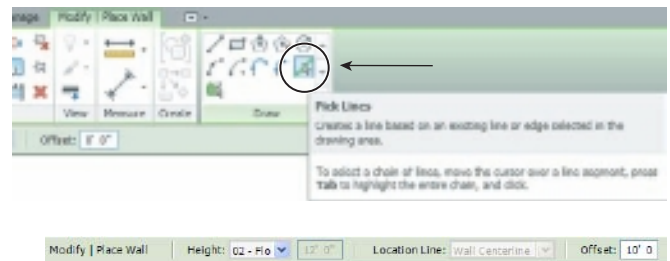 Modify | Place Wall
View Measure Create Draw
Offset: 0' 0"
Pick Lines
Creates a line based on an existing line or edge selected in the
drawing area.
To select a chain of lines, move the cursor over a line segment, press
Tab to highlight the entire chain, and click.
Modify | Place Wall Height: 02 - Flo 12' 0" Location Line: Wall Centerline Offset: 10' 0